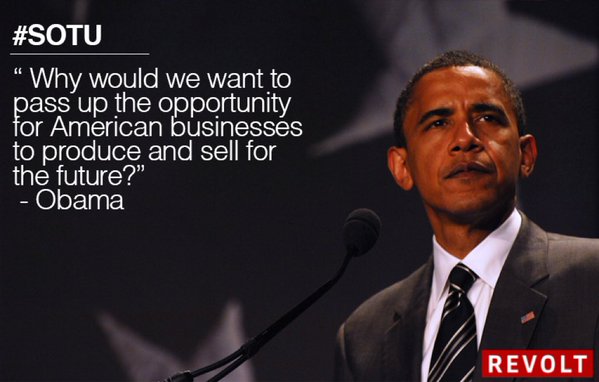 #SOTU
“ Why would we want to
pass up the opportunity
for American businesses
to produce and sell for
the future?”
- Obama
REVOLT